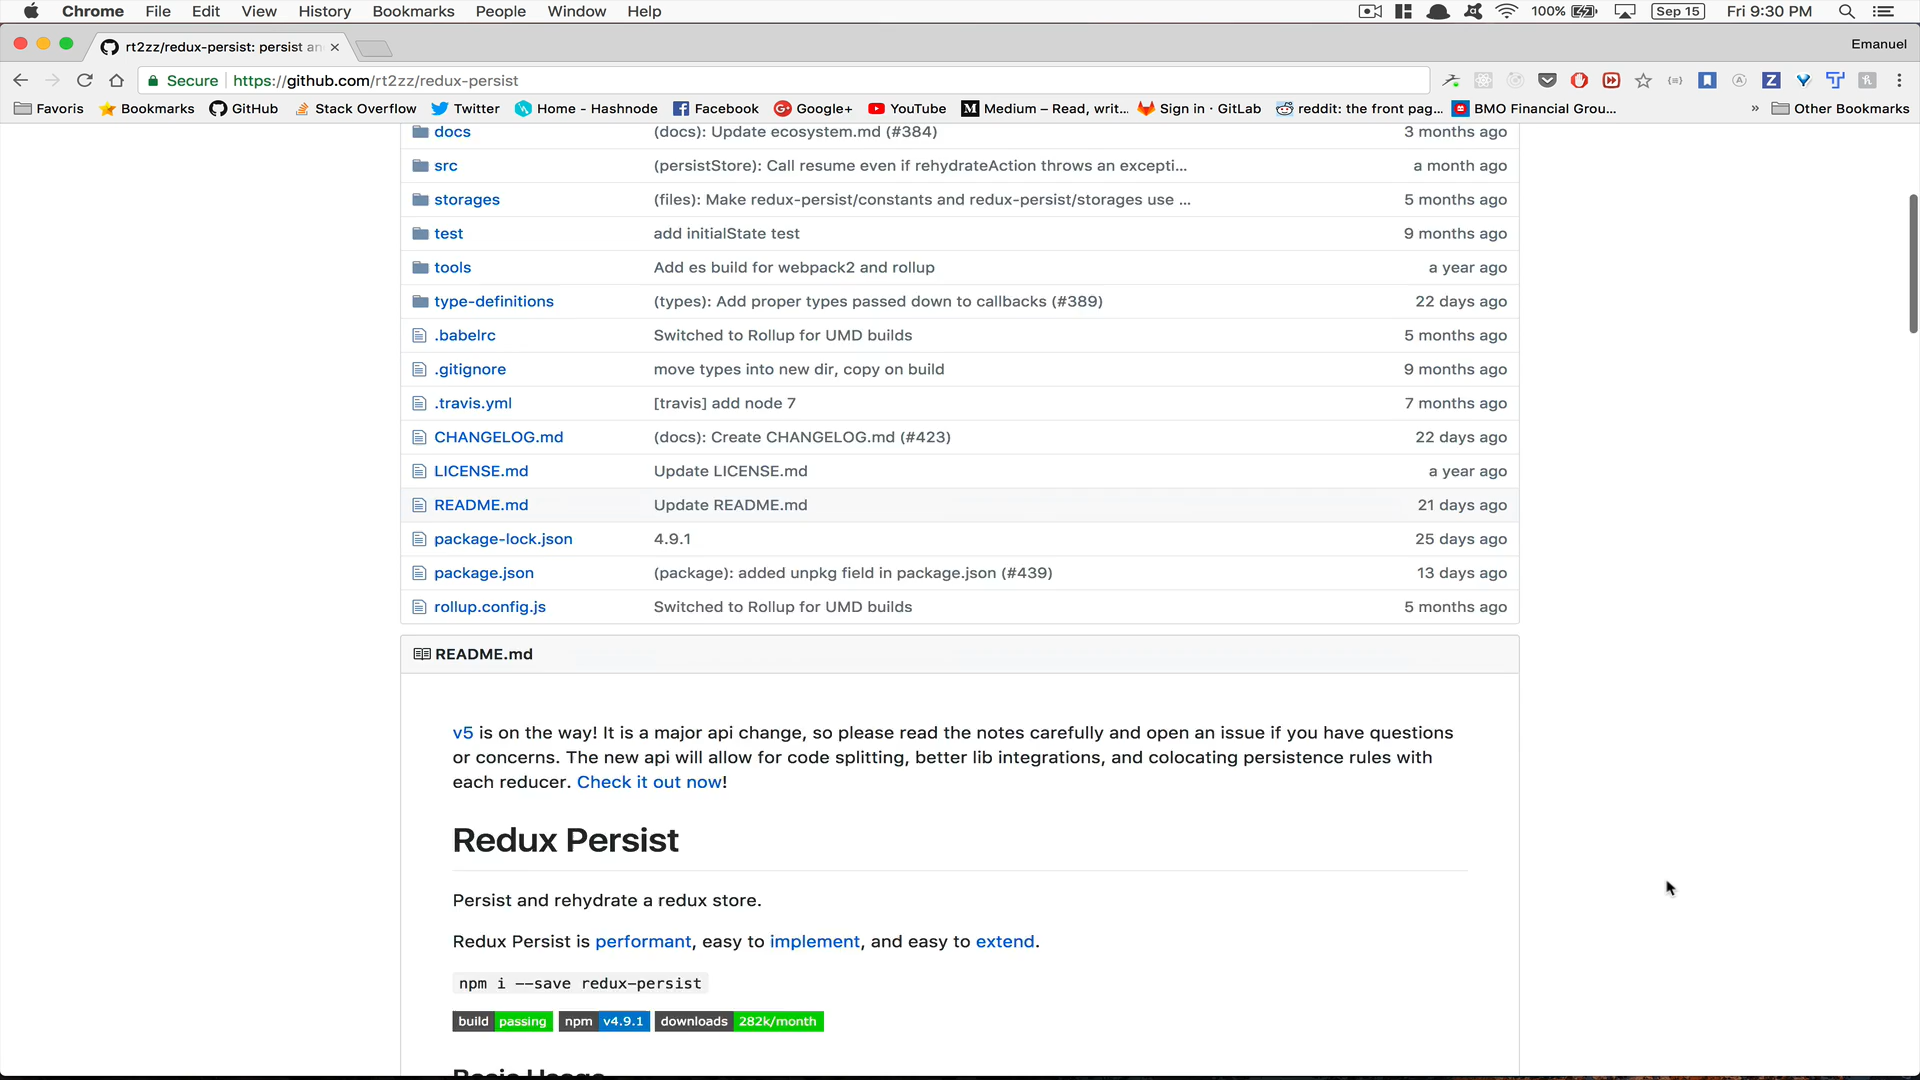 Chrome File Edit View History Bookmarks People Window Help 100% Sep 15 Fri 9:30 PM
rt2zz/redux-persist: persist an Emanuel
Secure https://github.com/rt2zz/redux-persist
Favoris Bookmarks GitHub Stack Overflow Twitter Home - Hashnode Facebook Google+ YouTube Medium – Read, writ... Sign in · GitLab reddit: the front pag... BMO Financial Grou... » Other Bookmarks
docs (docs): Update ecosystem.md (#384) 3 months ago
src (persistStore): Call resume even if rehydrateAction throws an excepti... a month ago
storages (files): Make redux-persist/constants and redux-persist/storages use ... 5 months ago
test add initialState test 9 months ago
tools Add es build for webpack2 and rollup a year ago
type-definitions (types): Add proper types passed down to callbacks (#389) 22 days ago
.babelrc Switched to Rollup for UMD builds 5 months ago
.gitignore move types into new dir, copy on build 9 months ago
.travis.yml [travis] add node 7 7 months ago
CHANGELOG.md (docs): Create CHANGELOG.md (#423) 22 days ago
LICENSE.md Update LICENSE.md a year ago
README.md Update README.md 21 days ago
package-lock.json 4.9.1 25 days ago
package.json (package): added unpkg field in package.json (#439) 13 days ago
rollup.config.js Switched to Rollup for UMD builds 5 months ago
README.md
v5 is on the way! It is a major api change, so please read the notes carefully and open an issue if you have questions
or concerns. The new api will allow for code splitting, better lib integrations, and colocating persistence rules with
each reducer. Check it out now!
Redux Persist
Persist and rehydrate a redux store.
Redux Persist is performant, easy to implement, and easy to extend.
npm i --save redux-persist
build passing npm v4.9.1 downloads 282k/month
Basic Usage